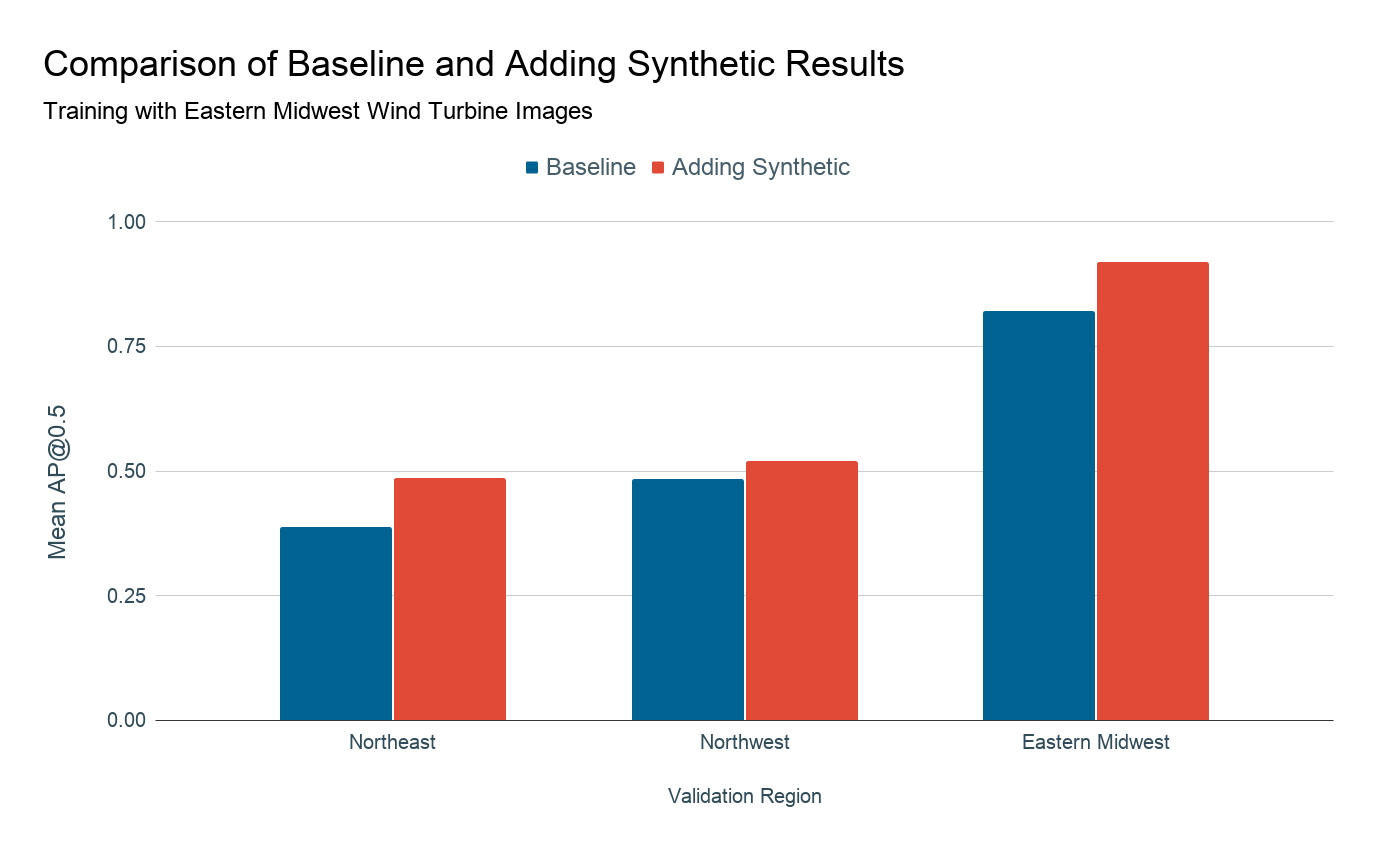 Comparison of Baseline and Adding Synthetic Results
Training with Eastern Midwest Wind Turbine Images
Baseline Adding Synthetic
1.00
0.75
0.50
0.25
0.00
Mean AP@0.5
Northeast Northwest Eastern Midwest
Validation Region